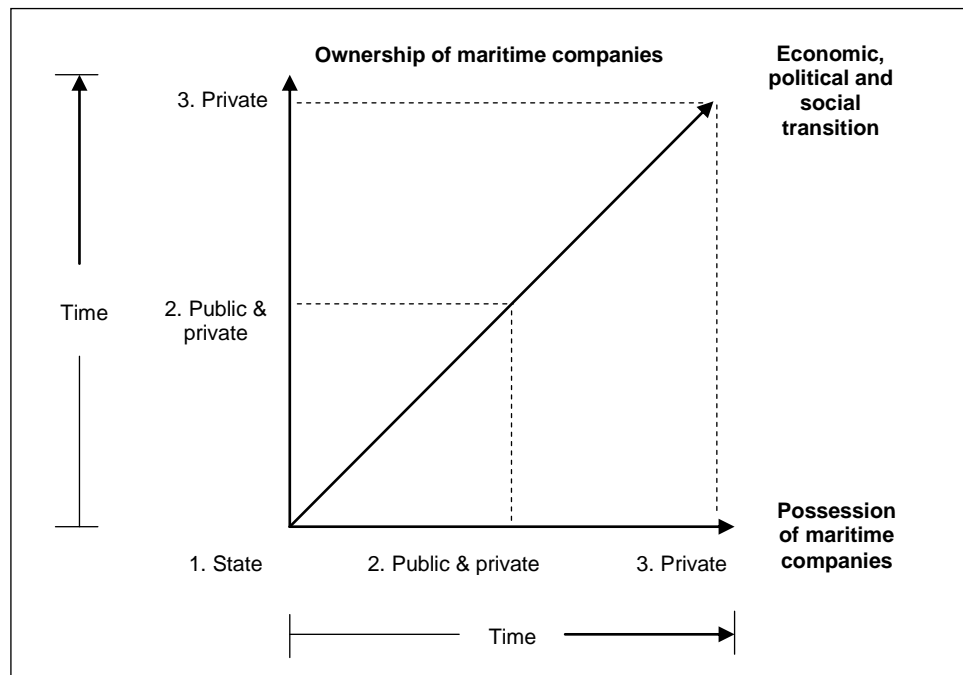 Ownership of maritime companies
Economic,
political and
social
transition
3. Private
Time
2. Public &
private
Possession
of maritime
companies
1. State
2. Public & private
3. Private
Time